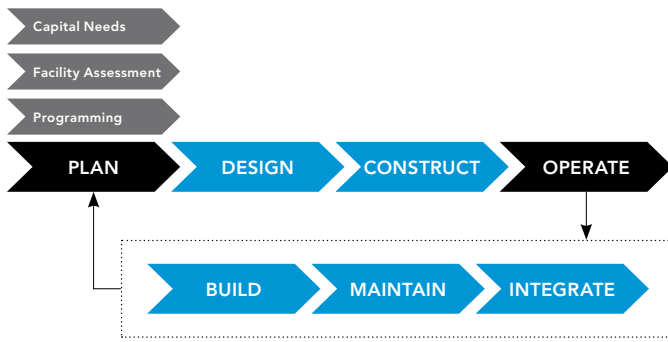 Capital Needs
Facility Assessment
Programming
PLAN
DESIGN
CONSTRUCT
OPERATE
BUILD
MAINTAIN
INTEGRATE